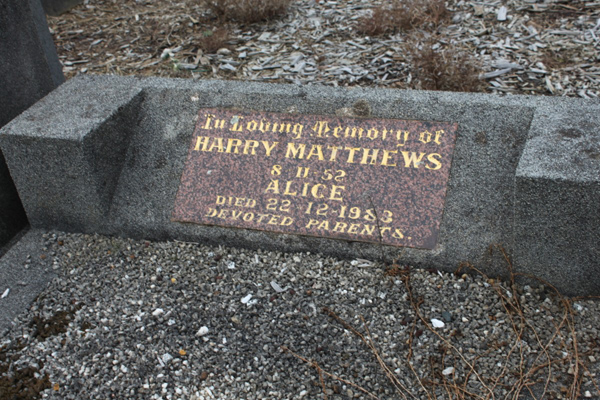 In Loving Memory of
HARRY MATTHEWS
8·11·52
ALICE
DIED 22·12·1983
DEVOTED PARENTS.